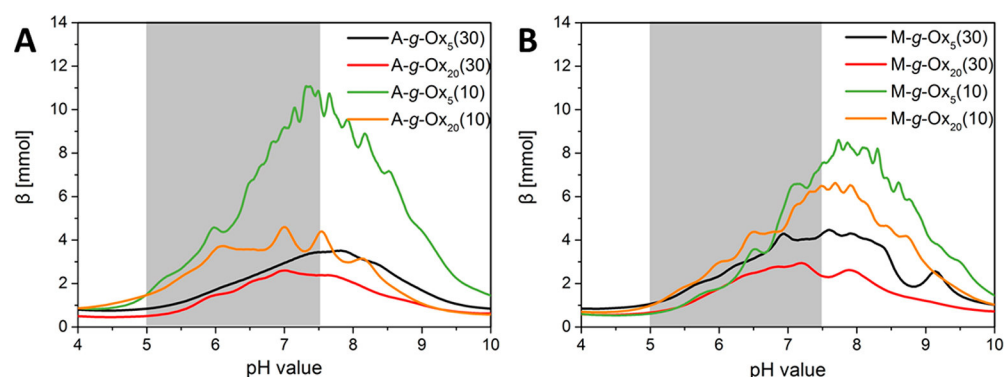 A
14
12
10
8
6
4
2
0
β [mmol]
4 5 6 7 8 9 10
pH value
A-g-Ox₅(30)
A-g-Ox₂₀(30)
A-g-Ox₅(10)
A-g-Ox₂₀(10)
B
14
12
10
8
6
4
2
0
β [mmol]
4 5 6 7 8 9 10
pH value
M-g-Ox₅(30)
M-g-Ox₂₀(30)
M-g-Ox₅(10)
M-g-Ox₂₀(10)